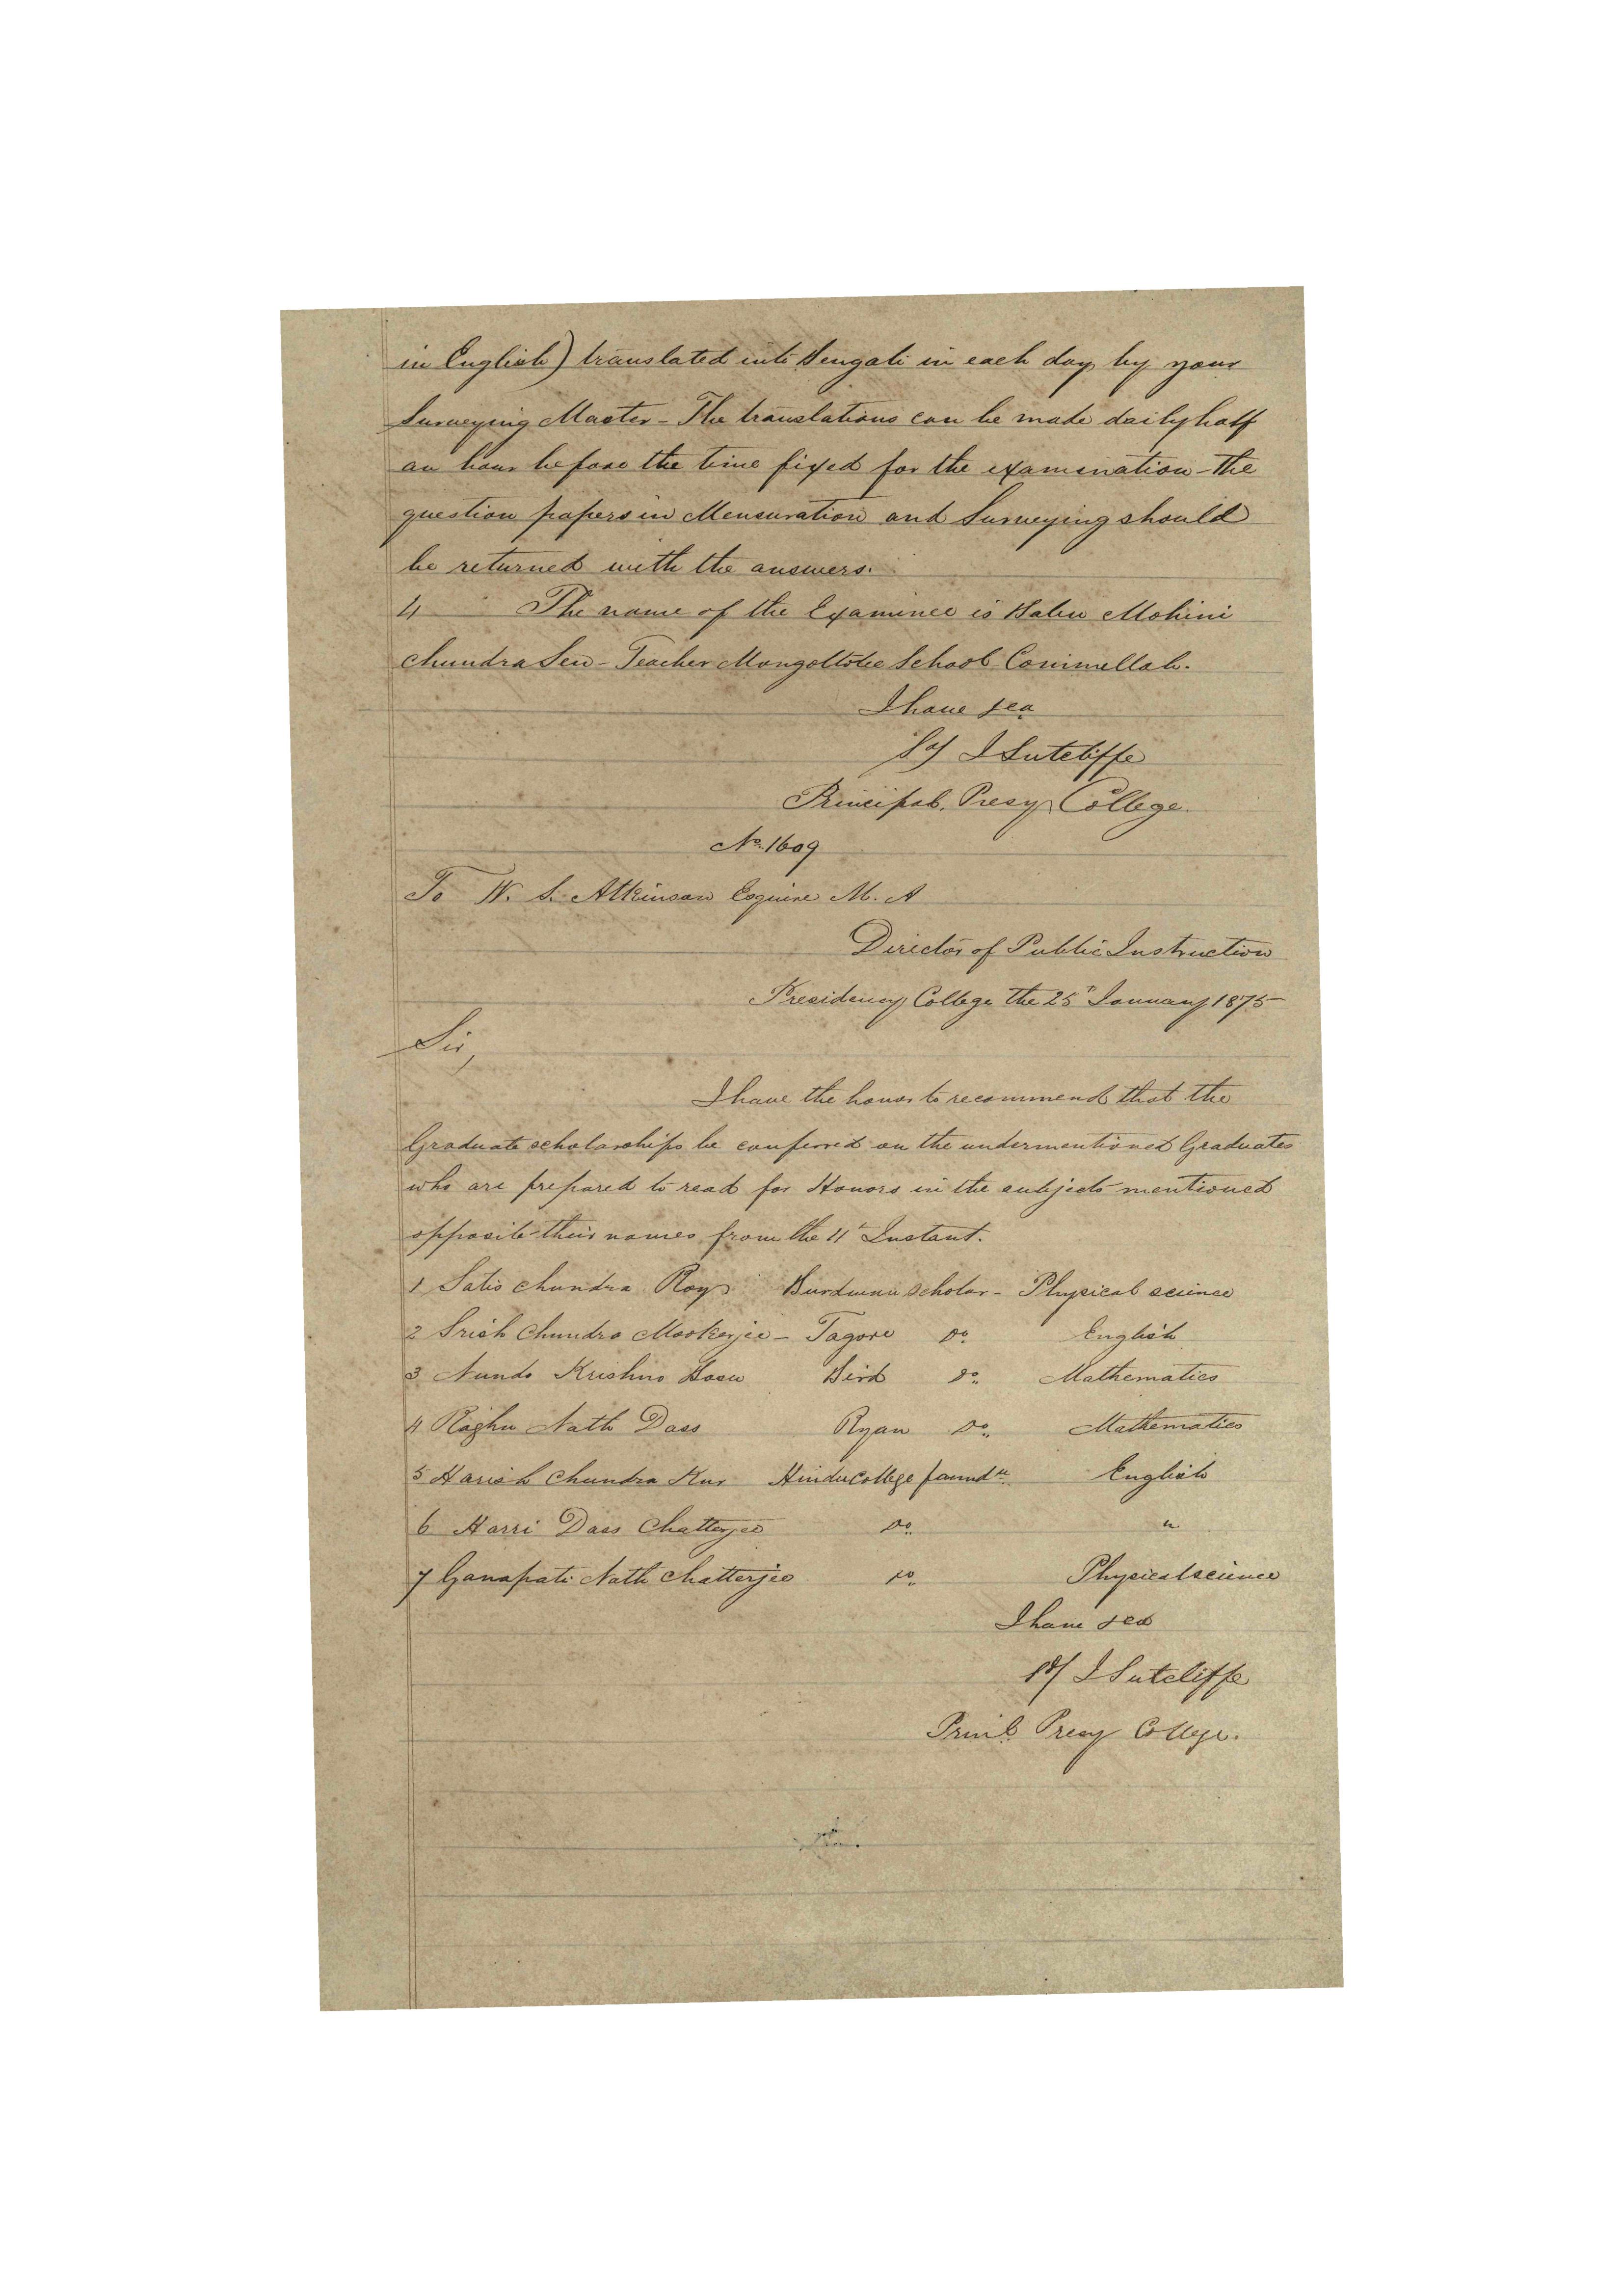 in English) translated into Bengali in each day by your
Surveying Master - The translations can be made daily half
an hour before the time fixed for the examination - The
question papers in Mensuration and Surveying should
be returned with the answers.
4 The name of the Examinee is Babu Mohini
Chundra Sen - Teacher School Commellah.
I have &ca
Sd/ J Sutcliffe
Principal, Presy College.
No. 1609
To W. S. Atkinson Esquire M. A
Director of Public Instruction
Presidency College the 25th January 1875
Sir,
I have the honor to recommend that the
Graduate scholarships be conferred on the undermentioned Graduates
who are prepared to read for Honors in the subjects mentioned
opposite their names from the 11th Instant.
1 Satis Chundra Roy Burdwan Scholar - Physical science
2 Srish Chundra Mookerjee - Tagore Do. English
3 Nundo Krishno Bosu Bird Do. Mathematics
4 Raghu Nath Dass Ryan Do. Mathematics
5 Harish Chundra Kur Hindu College foundn. English
6 Harri Dass Chatterjee Do. "
7 Ganapati Nath Chatterjee Do. Physical science
I have &ca
Sd/ J Sutcliffe
Prinl. Presy College.